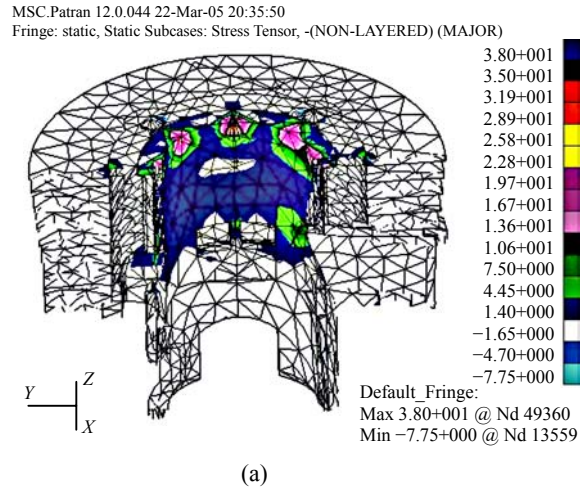 MSC.Patran 12.0.044 22-Mar-05 20:35:50
Fringe: static, Static Subcases: Stress Tensor, -(NON-LAYERED) (MAJOR)
3.80+001
3.50+001
3.19+001
2.89+001
2.58+001
2.28+001
1.97+001
1.67+001
1.36+001
1.06+001
7.50+000
4.45+000
1.40+000
−1.65+000
−4.70+000
−7.75+000
Y
Z
X
Default_Fringe:
Max 3.80+001 @ Nd 49360
Min −7.75+000 @ Nd 13559
(a)